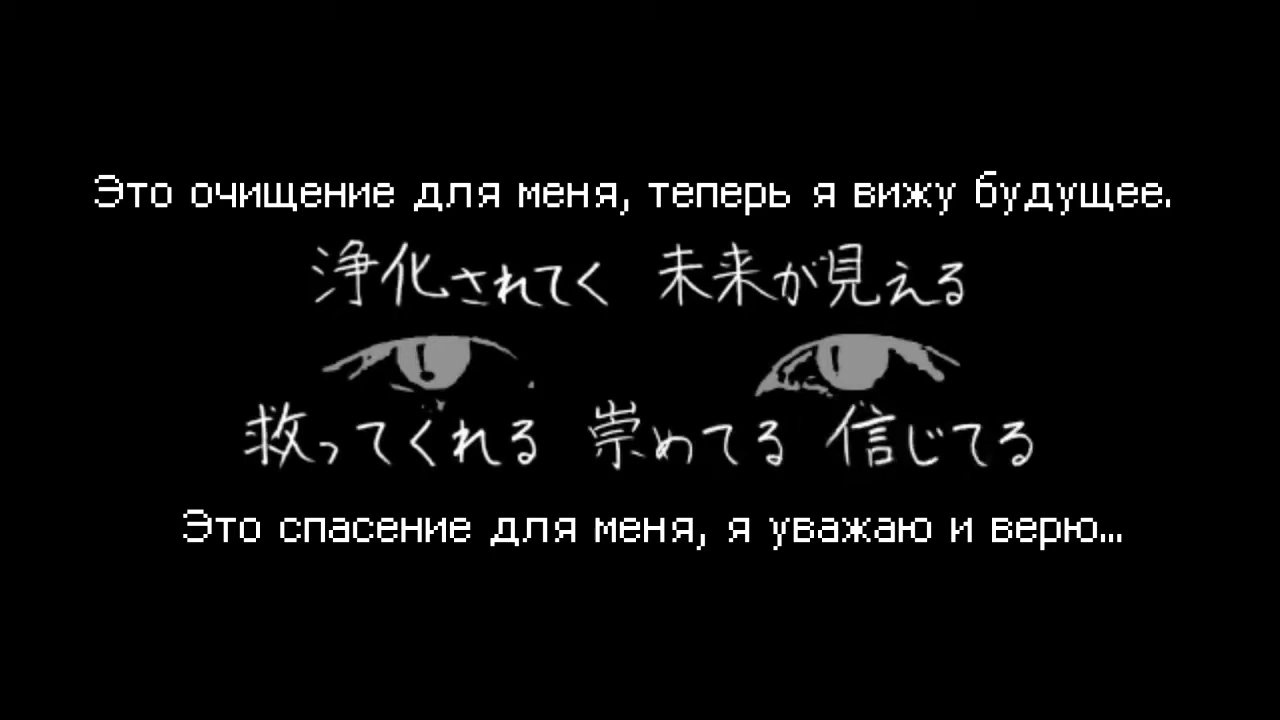 Это очищение для меня, теперь я вижу будущее.
浄化されてく 未来が見える
救ってくれる 崇めてる 信じてる
Это спасение для меня, я уважаю и верю...